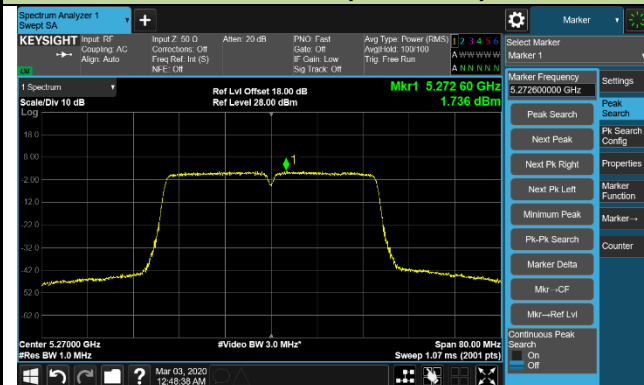 Spectrum Analyzer 1
Swept SA
+
Marker
KEYSIGHT
Input: RF
Coupling: AC
Align: Auto
Input Z: 50 Ω
Corrections: Off
Freq Ref: Int (S)
NFE: Off
Atten: 20 dB
PNO: Fast
Gate: Off
IF Gain: Low
Sig Track: Off
Avg Type: Power (RMS)
Avg|Hold: 100/100
Trig: Free Run
1 2 3 4 5 6
A W W W W W
A N N N N N
LXI
Select Marker
Marker 1
1 Spectrum
Scale/Div 10 dB
Log
Ref Lvl Offset 18.00 dB
Ref Level 28.00 dBm
Mkr1 5.272 60 GHz
1.736 dBm
18.0
8.00
-2.00
-12.0
-22.0
-32.0
-42.0
-52.0
-62.0
1
Center 5.27000 GHz
#Res BW 1.0 MHz
#Video BW 3.0 MHz*
Span 80.00 MHz
Sweep 1.07 ms (2001 pts)
Marker Frequency
5.272600000 GHz
Peak Search
Next Peak
Next Pk Right
Next Pk Left
Minimum Peak
Pk-Pk Search
Marker Delta
Mkr→CF
Mkr→Ref Lvl
Continuous Peak
Search
On
Off
Settings
Peak
Search
Pk Search
Config
Properties
Marker
Function
Marker→
Counter
?
Mar 03, 2020
12:48:38 AM